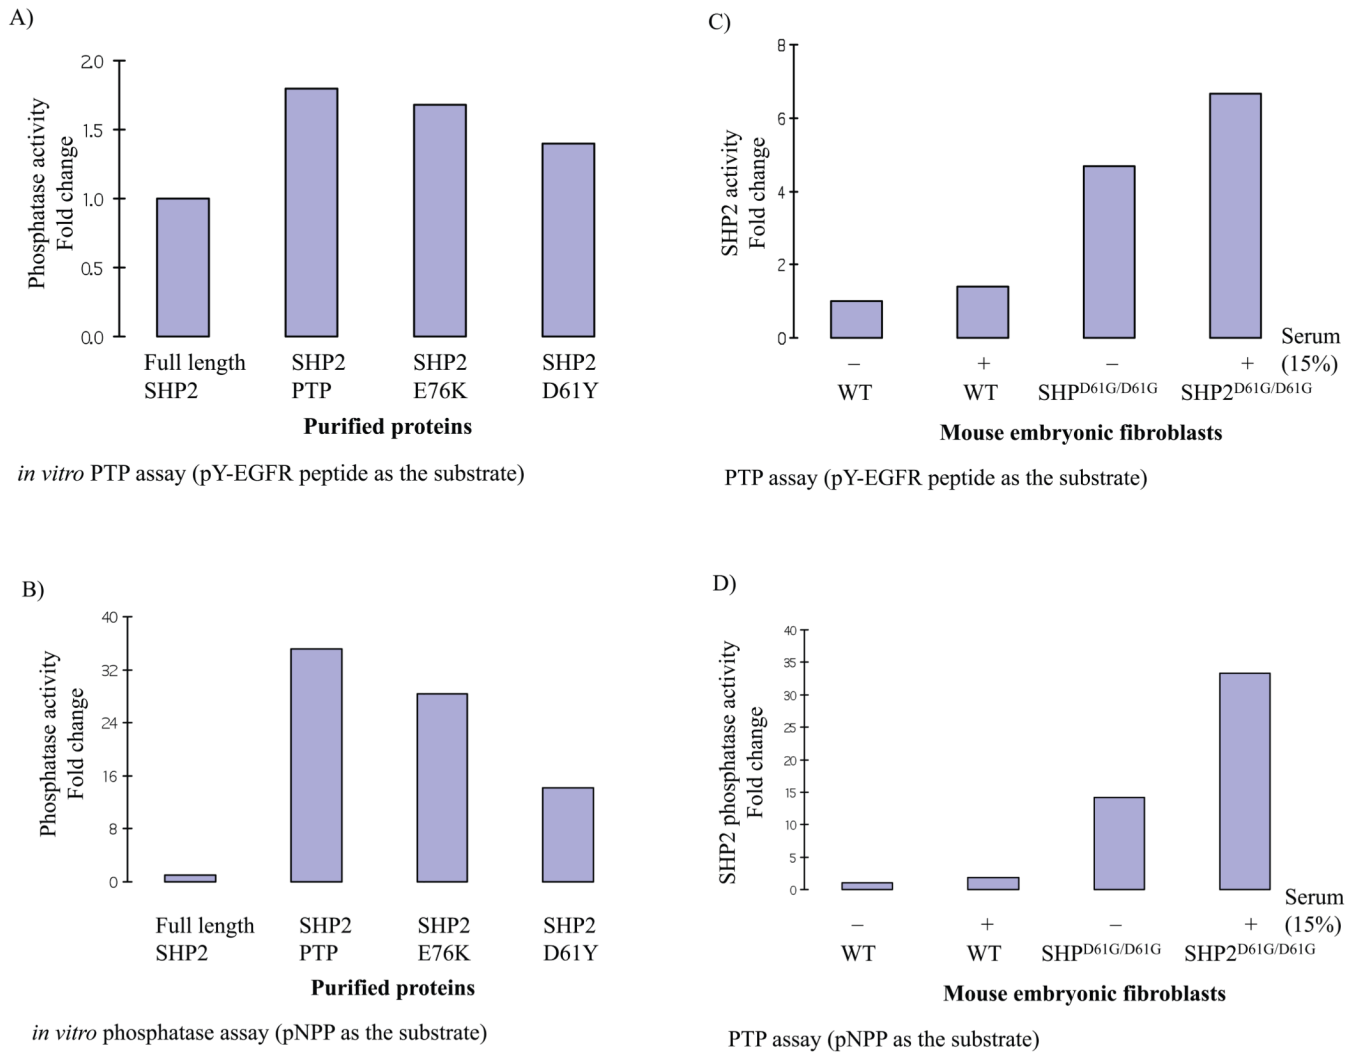 A)
Phosphatase activity
Fold change
2.0
1.5
1.0
0.5
0.0
Full length SHP2 SHP2 SHP2
SHP2 PTP E76K D61Y
Purified proteins
in vitro PTP assay (pY-EGFR peptide as the substrate)
C)
SHP2 activity
Fold change
8
6
4
2
0
– + – + Serum (15%)
WT WT SHPD61G/D61G SHP2D61G/D61G
Mouse embryonic fibroblasts
PTP assay (pY-EGFR peptide as the substrate)
B)
Phosphatase activity
Fold change
40
32
24
16
8
0
Full length SHP2 SHP2 SHP2
SHP2 PTP E76K D61Y
Purified proteins
in vitro phosphatase assay (pNPP as the substrate)
D)
SHP2 phosphatase activity
Fold change
40
35
30
25
20
15
10
5
0
– + – + Serum (15%)
WT WT SHPD61G/D61G SHP2D61G/D61G
Mouse embryonic fibroblasts
PTP assay (pNPP as the substrate)